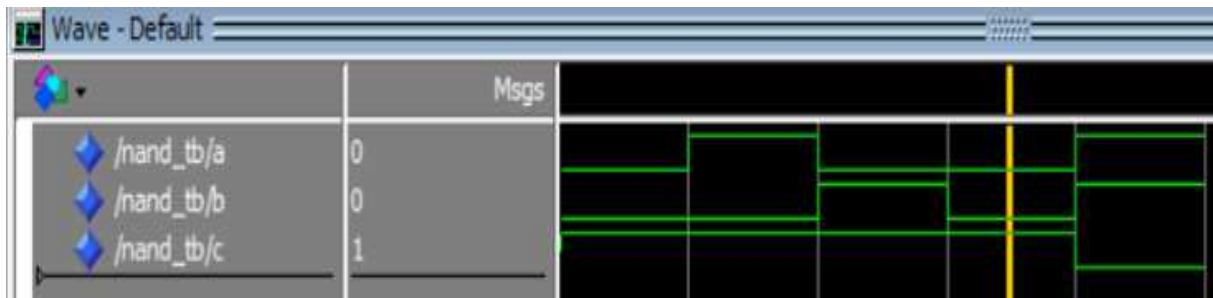 Wave - Default
Msgs
/nand_tb/a 0
/nand_tb/b 0
/nand_tb/c 1